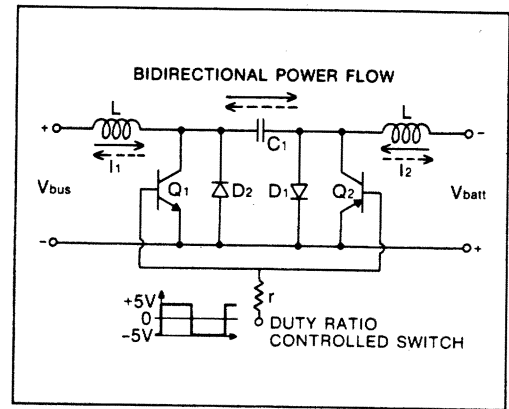 BIDIRECTIONAL POWER FLOW
L
C1
L
+
-
I1
I2
Q1
D2
D1
Q2
Vbus
Vbatt
-
+
r
+5V
0
-5V
DUTY RATIO
CONTROLLED SWITCH